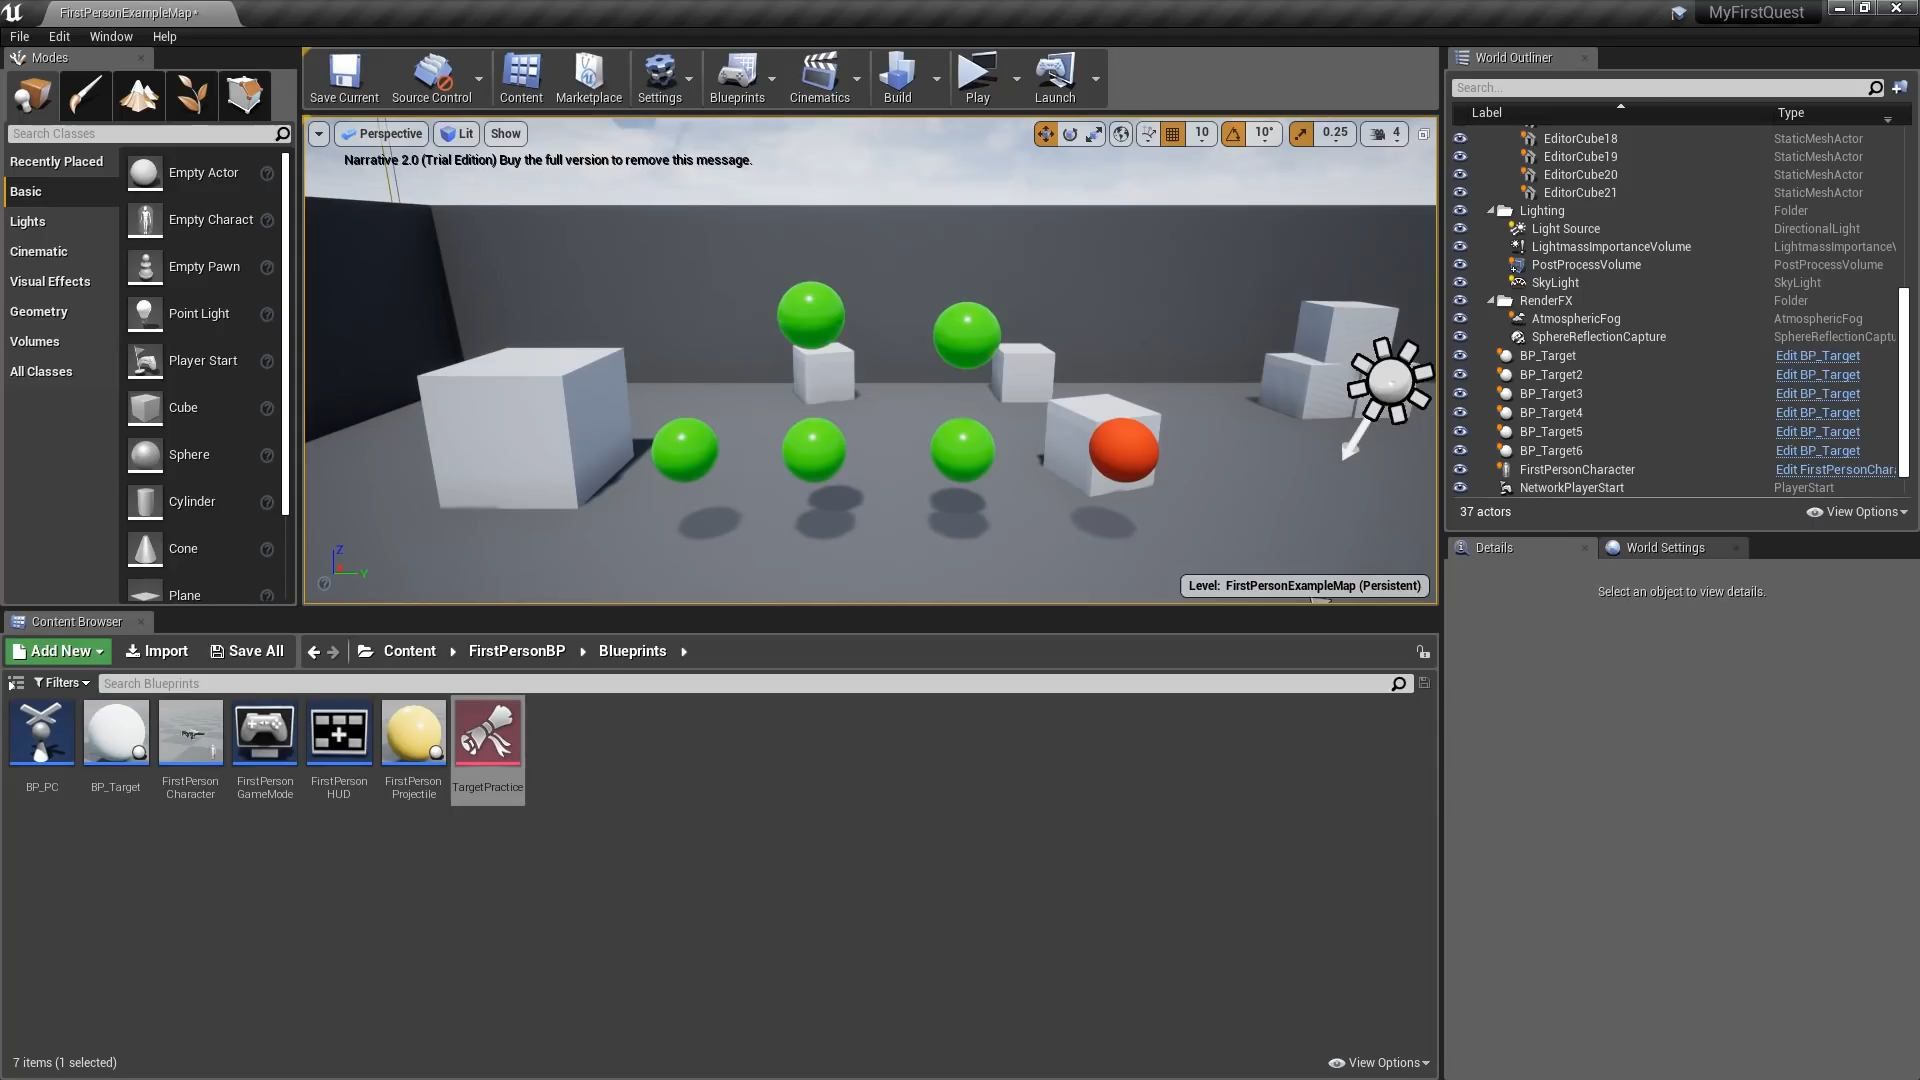 FirstPersonExampleMap*
MyFirstQuest
File Edit Window Help
Modes
Search Classes
Recently Placed
Basic
Lights
Cinematic
Visual Effects
Geometry
Volumes
All Classes
Empty Actor
Empty Charact
Empty Pawn
Point Light
Player Start
Cube
Sphere
Cylinder
Cone
Plane
Save Current
Source Control
Content
Marketplace
Settings
Blueprints
Cinematics
Build
Play
Launch
Perspective Lit Show
10 10° 0.25 4
Narrative 2.0 (Trial Edition) Buy the full version to remove this message.
Z
X
Y
Level: FirstPersonExampleMap (Persistent)
World Outliner
Search...
Label Type
EditorCube18 StaticMeshActor
EditorCube19 StaticMeshActor
EditorCube20 StaticMeshActor
EditorCube21 StaticMeshActor
Lighting Folder
Light Source DirectionalLight
LightmassImportanceVolume LightmassImportanceV
PostProcessVolume PostProcessVolume
SkyLight SkyLight
RenderFX Folder
AtmosphericFog AtmosphericFog
SphereReflectionCapture SphereReflectionCaptu
BP_Target Edit BP_Target
BP_Target2 Edit BP_Target
BP_Target3 Edit BP_Target
BP_Target4 Edit BP_Target
BP_Target5 Edit BP_Target
BP_Target6 Edit BP_Target
FirstPersonCharacter Edit FirstPersonChara
NetworkPlayerStart PlayerStart
37 actors View Options
Details World Settings
Select an object to view details.
Content Browser
Add New Import Save All Content FirstPersonBP Blueprints
Filters Search Blueprints
BP_PC
BP_Target
FirstPerson
Character
FirstPerson
GameMode
FirstPerson
HUD
FirstPerson
Projectile
TargetPractice
7 items (1 selected) View Options